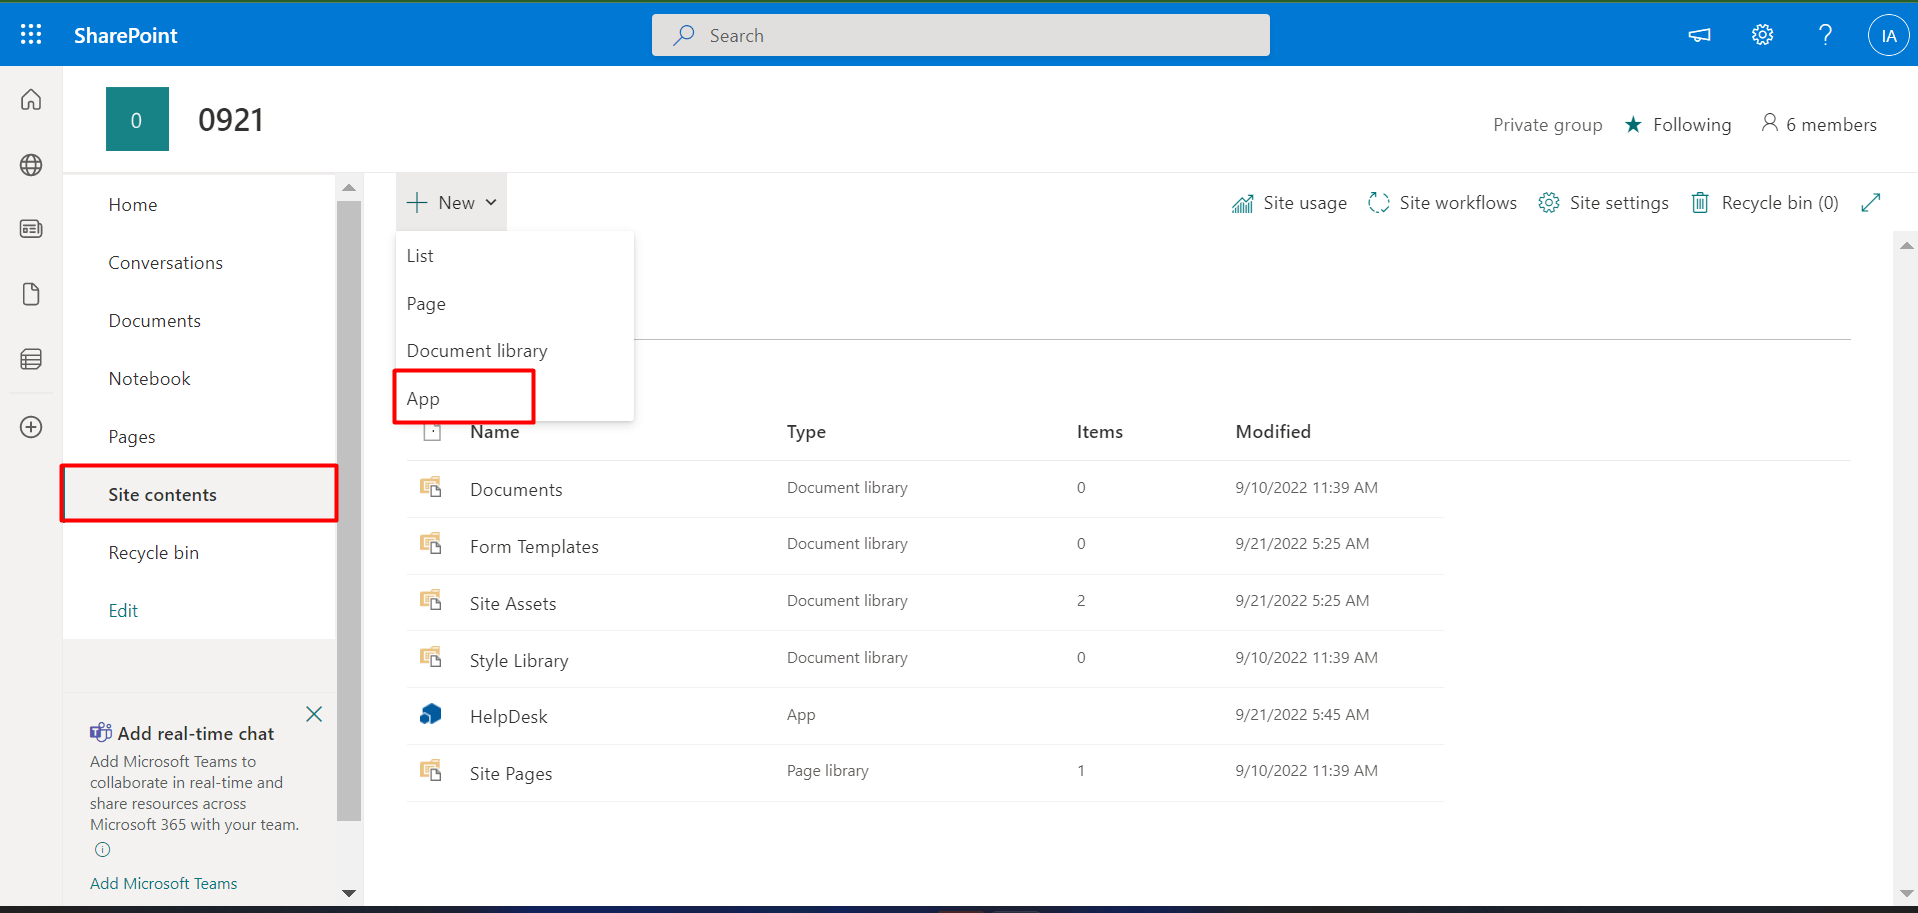 SharePoint
Search
IA
0
0921
Private group
Following
6 members
Home
Conversations
Documents
Notebook
Pages
Site contents
Recycle bin
Edit
Add real-time chat
Add Microsoft Teams to
collaborate in real-time and
share resources across
Microsoft 365 with your team.
Add Microsoft Teams
New
Site usage
Site workflows
Site settings
Recycle bin (0)
List
Page
Document library
App
Name Type Items Modified
Documents Document library 0 9/10/2022 11:39 AM
Form Templates Document library 0 9/21/2022 5:25 AM
Site Assets Document library 2 9/21/2022 5:25 AM
Style Library Document library 0 9/10/2022 11:39 AM
HelpDesk App 9/21/2022 5:45 AM
Site Pages Page library 1 9/10/2022 11:39 AM